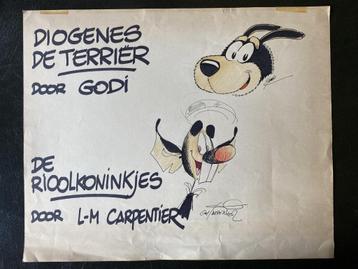 DIOGENES
DE TERRIËR
DOOR GODI
DE
RIOOLKONINKJES
DOOR L-M CARPENTIER